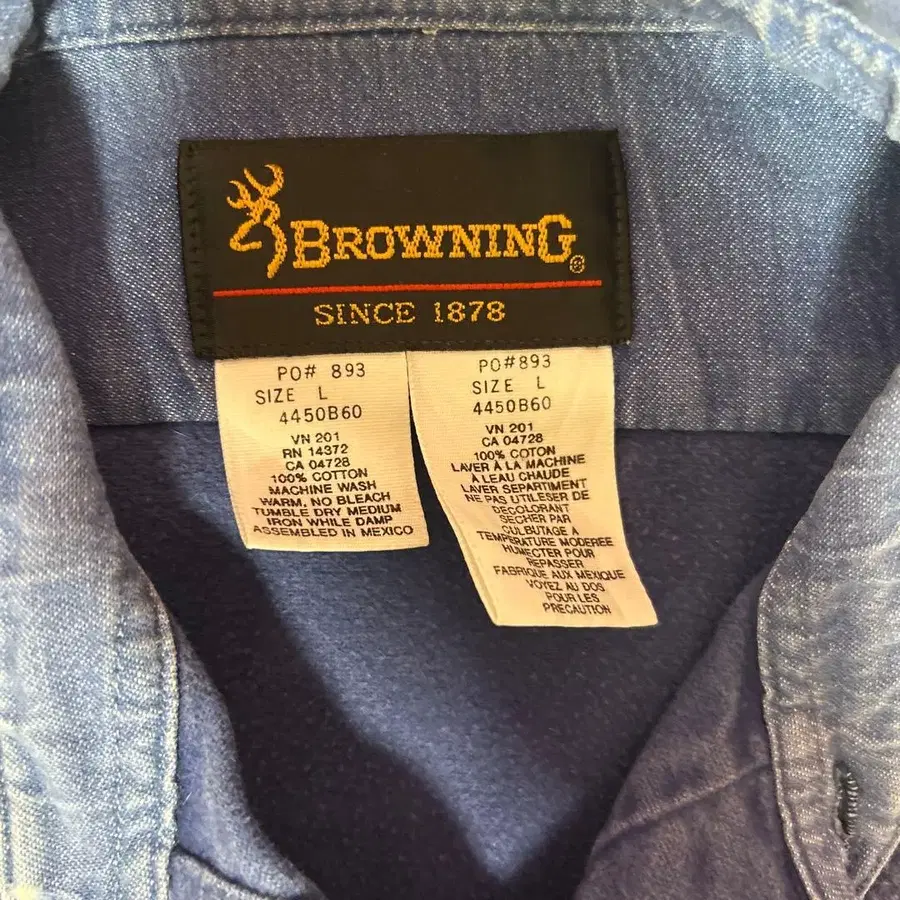 BROWNING®
SINCE 1878
PO# 893
SIZE L
4450B60
VN 201
RN 14372
CA 04728
100% COTTON
MACHINE WASH
WARM, NO BLEACH
TUMBLE DRY MEDIUM
IRON WHILE DAMP
ASSEMBLED IN MEXICO
PO#893
SIZE L
4450B60
VN 201
CA 04728
100% COTON
LAVER À LA MACHINE
À LEAU CHAUDE
LAVER SEPARTIMENT
NE PAS UTILESER DE
DECOLORANT
SECHER PAR
CULBUTAGE A
TEMPERATURE MODEREE
HUMECTER POUR
REPASSER
FABRIQUE AUX MEXIQUE
VOYEZ AU DOS
POUR LES
PRECAUTION